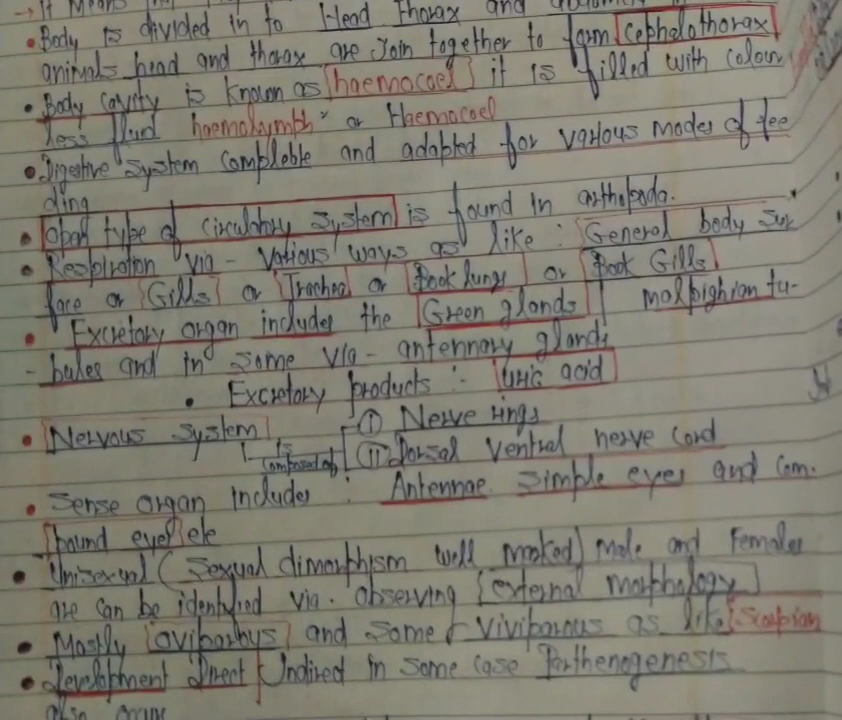 → It Means
• Body is divided in to Head Thorax and
animals head and thorax are Join together to form Cephalothorax
• Body cavity is known as haemocoel it is filled with colour
less fluid haemolymph" or Haemocoel
• Digestive System complete and adapted for various modes of fee
ding
• Open type of circulatory system is found in arthopoda.
• Respiration via - Various ways as like : General body sur
face or Gills or Trachea or Book lungs or Book Gills
• Excretory organ includes the Green glands malpighian tu-
- bules and in some via - antennary glands
• Excretory products :- uric acid
• Nervous System is composed of ① Nerve rings
② Dorsal Ventral nerve cord
• Sense organ includes : Antennae Simple eyes and com-
pound eyes etc
• Unisexual (Sexual dimorphism well marked) Male and Females
are can be identified via. observing external morphology
• Mostly oviparous and some viviparous as like Scorpian
• Development Direct / Undirect in some case Parthenogenesis
also occurs